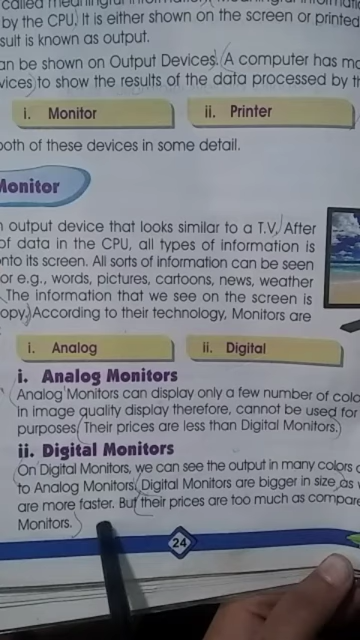 called meaningful information.
by the CPU. It is either shown on the screen or printed
sult is known as output.
an be shown on Output Devices. A computer has
vices) to show the results of the data processed by
i. Monitor
ii. Printer
both of these devices in some detail.
Monitor
output device that looks similar to a T.V. After
of data in the CPU, all types of information is
onto its screen. All sorts of information can be seen
or e.g., words, pictures, cartoons, news, weather
The information that we see on the screen is
opy. According to their technology, Monitors are
i. Analog
ii. Digital
i. Analog Monitors
Analog Monitors can display only a few number of
in image quality display therefore, cannot be used for
purposes. Their prices are less than Digital Monitors.
ii. Digital Monitors
On Digital Monitors, we can see the output in many colors
to Analog Monitors. Digital Monitors are bigger in size as
are more faster. But their prices are too much as compare
Monitors.
24